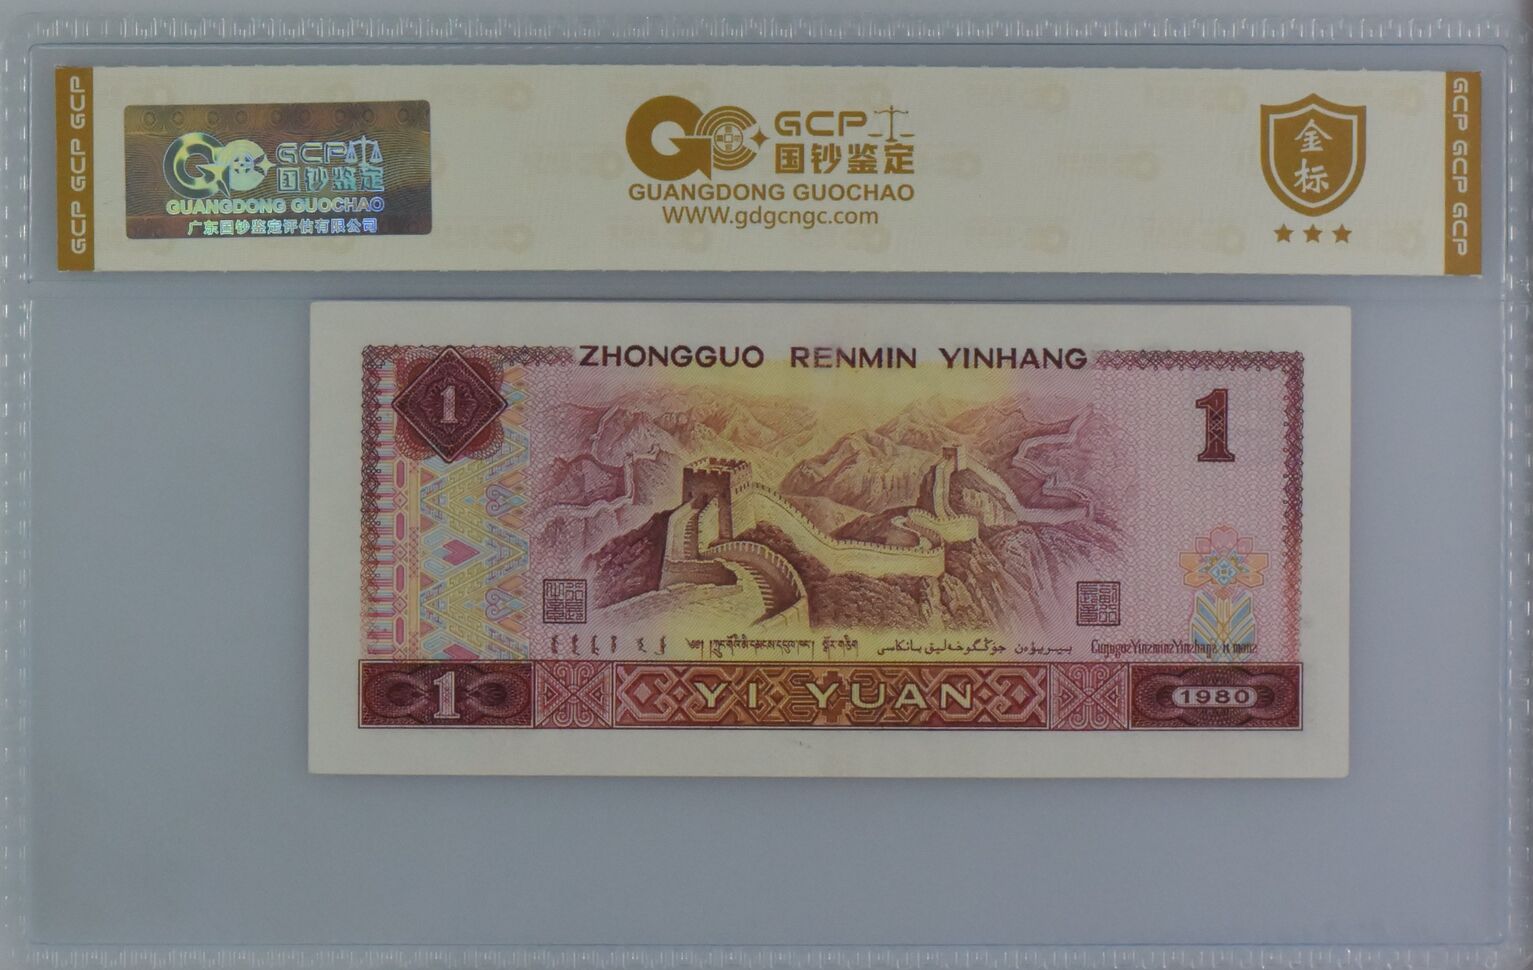 GCP GCP GCP
GCP
国钞鉴定
GUANGDONG GUOCHAO
广东国钞鉴定评估有限公司
GCP
国钞鉴定
GUANGDONG GUOCHAO
WWW.gdgcngc.com
金
标
GCP GCP GCP
ZHONGGUO RENMIN YINHANG
1
1
1
YI YUAN
1980